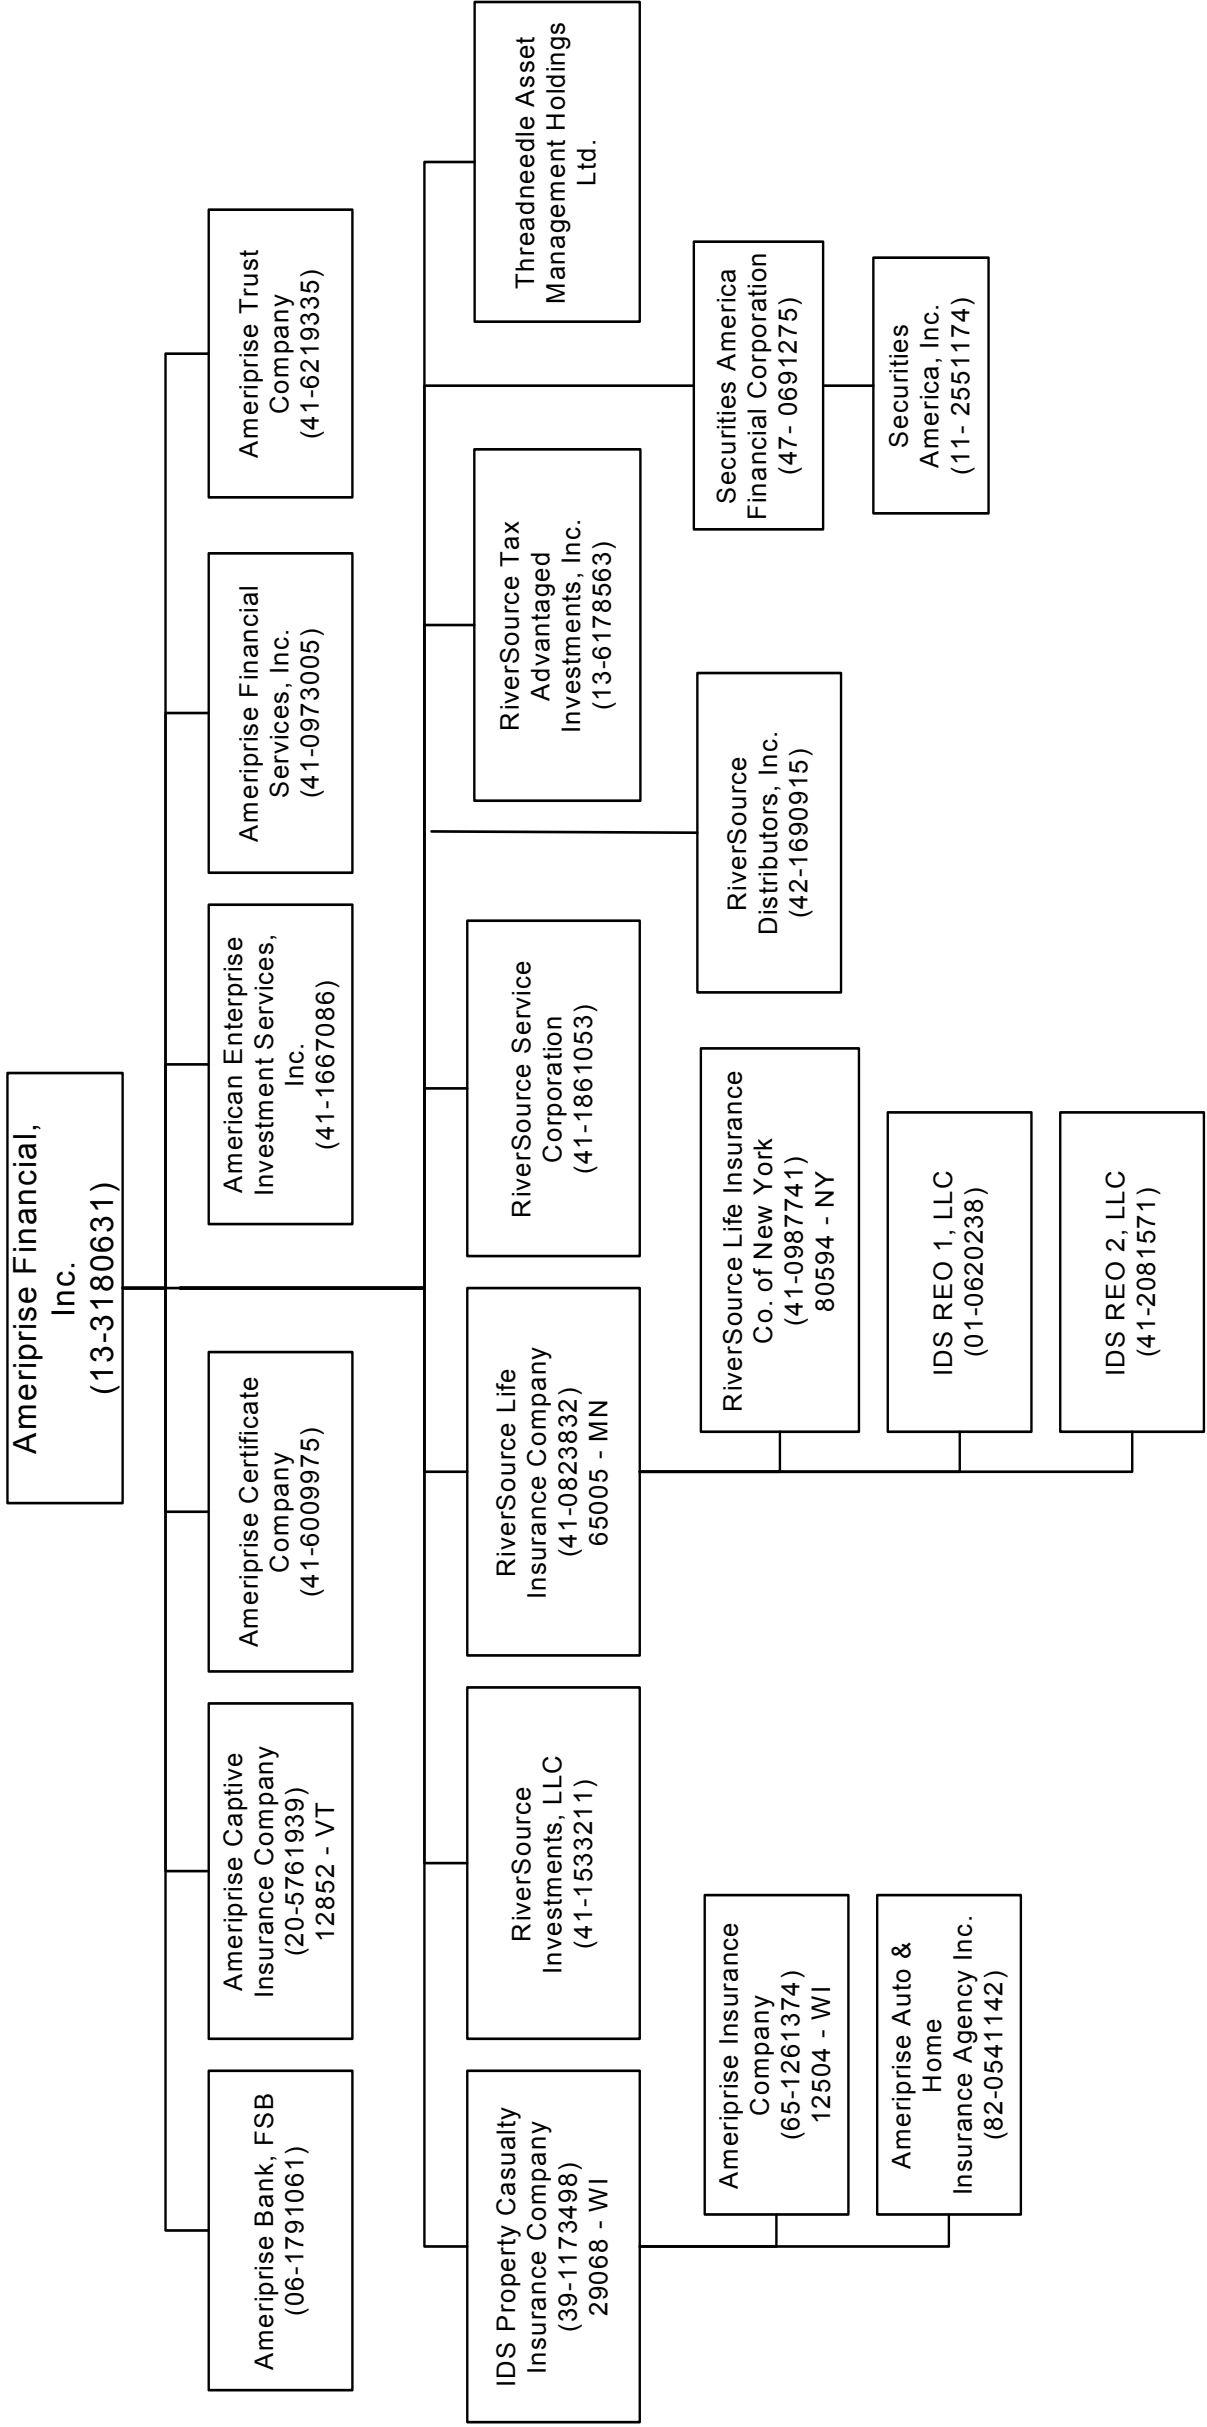 Ameriprise Financial,
Inc.
(13-3180631)
Ameriprise Bank, FSB
(06-1791061)
Ameriprise Captive
Insurance Company
(20-5761939)
12852 - VT
Ameriprise Certificate
Company
(41-6009975)
American Enterprise
Investment Services,
Inc.
(41-1667086)
Ameriprise Financial
Services, Inc.
(41-0973005)
Ameriprise Trust
Company
(41-6219335)
IDS Property Casualty
Insurance Company
(39-1173498)
29068 - WI
RiverSource
Investments, LLC
(41-1533211)
RiverSource Life
Insurance Company
(41-0823832)
65005 - MN
RiverSource Service
Corporation
(41-1861053)
RiverSource Tax
Advantaged
Investments, Inc.
(13-6178563)
Threadneedle Asset
Management Holdings
Ltd.
Ameriprise Insurance
Company
(65-1261374)
12504 - WI
Ameriprise Auto &
Home
Insurance Agency Inc.
(82-0541142)
RiverSource Life Insurance
Co. of New York
(41-0987741)
80594 - NY
IDS REO 1, LLC
(01-0620238)
IDS REO 2, LLC
(41-2081571)
RiverSource
Distributors, Inc.
(42-1690915)
Securities America
Financial Corporation
(47- 0691275)
Securities
America, Inc.
(11- 2551174)